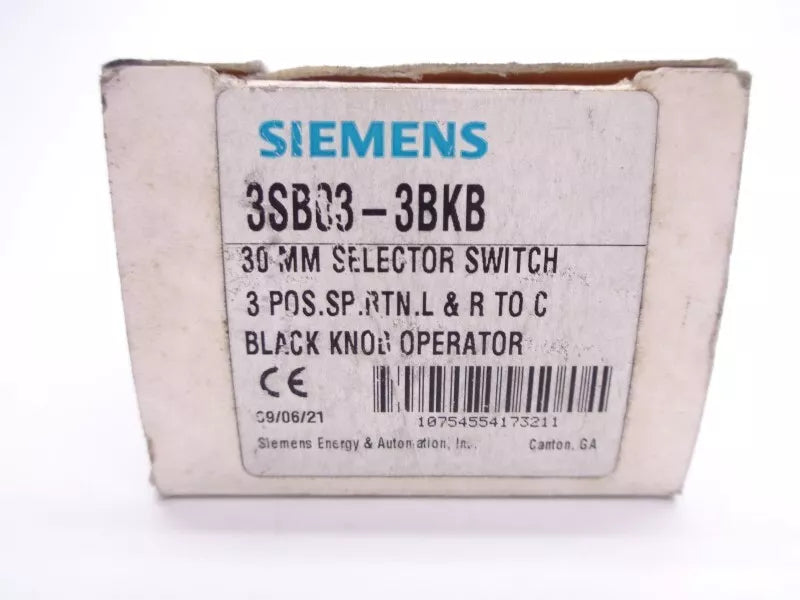 SIEMENS
3SB03-3BKB
30 MM SELECTOR SWITCH
3 POS.SP.RTN.L & R TO C
BLACK KNOB OPERATOR
CE
99/06/21
10754554173211
Siemens Energy & Automation, Inc. Canton, GA